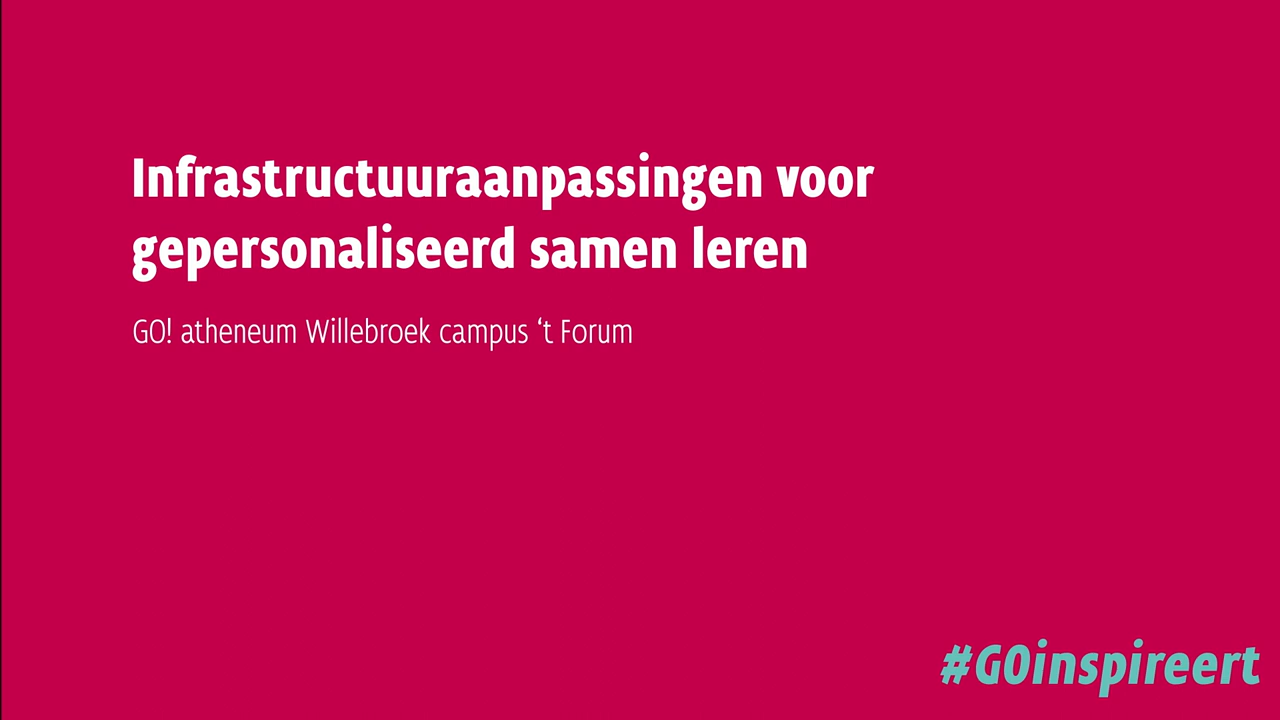 Infrastructuuraanpassingen voor
gepersonaliseerd samen leren
GO! atheneum Willebroek campus ‘t Forum
#GOinspireert